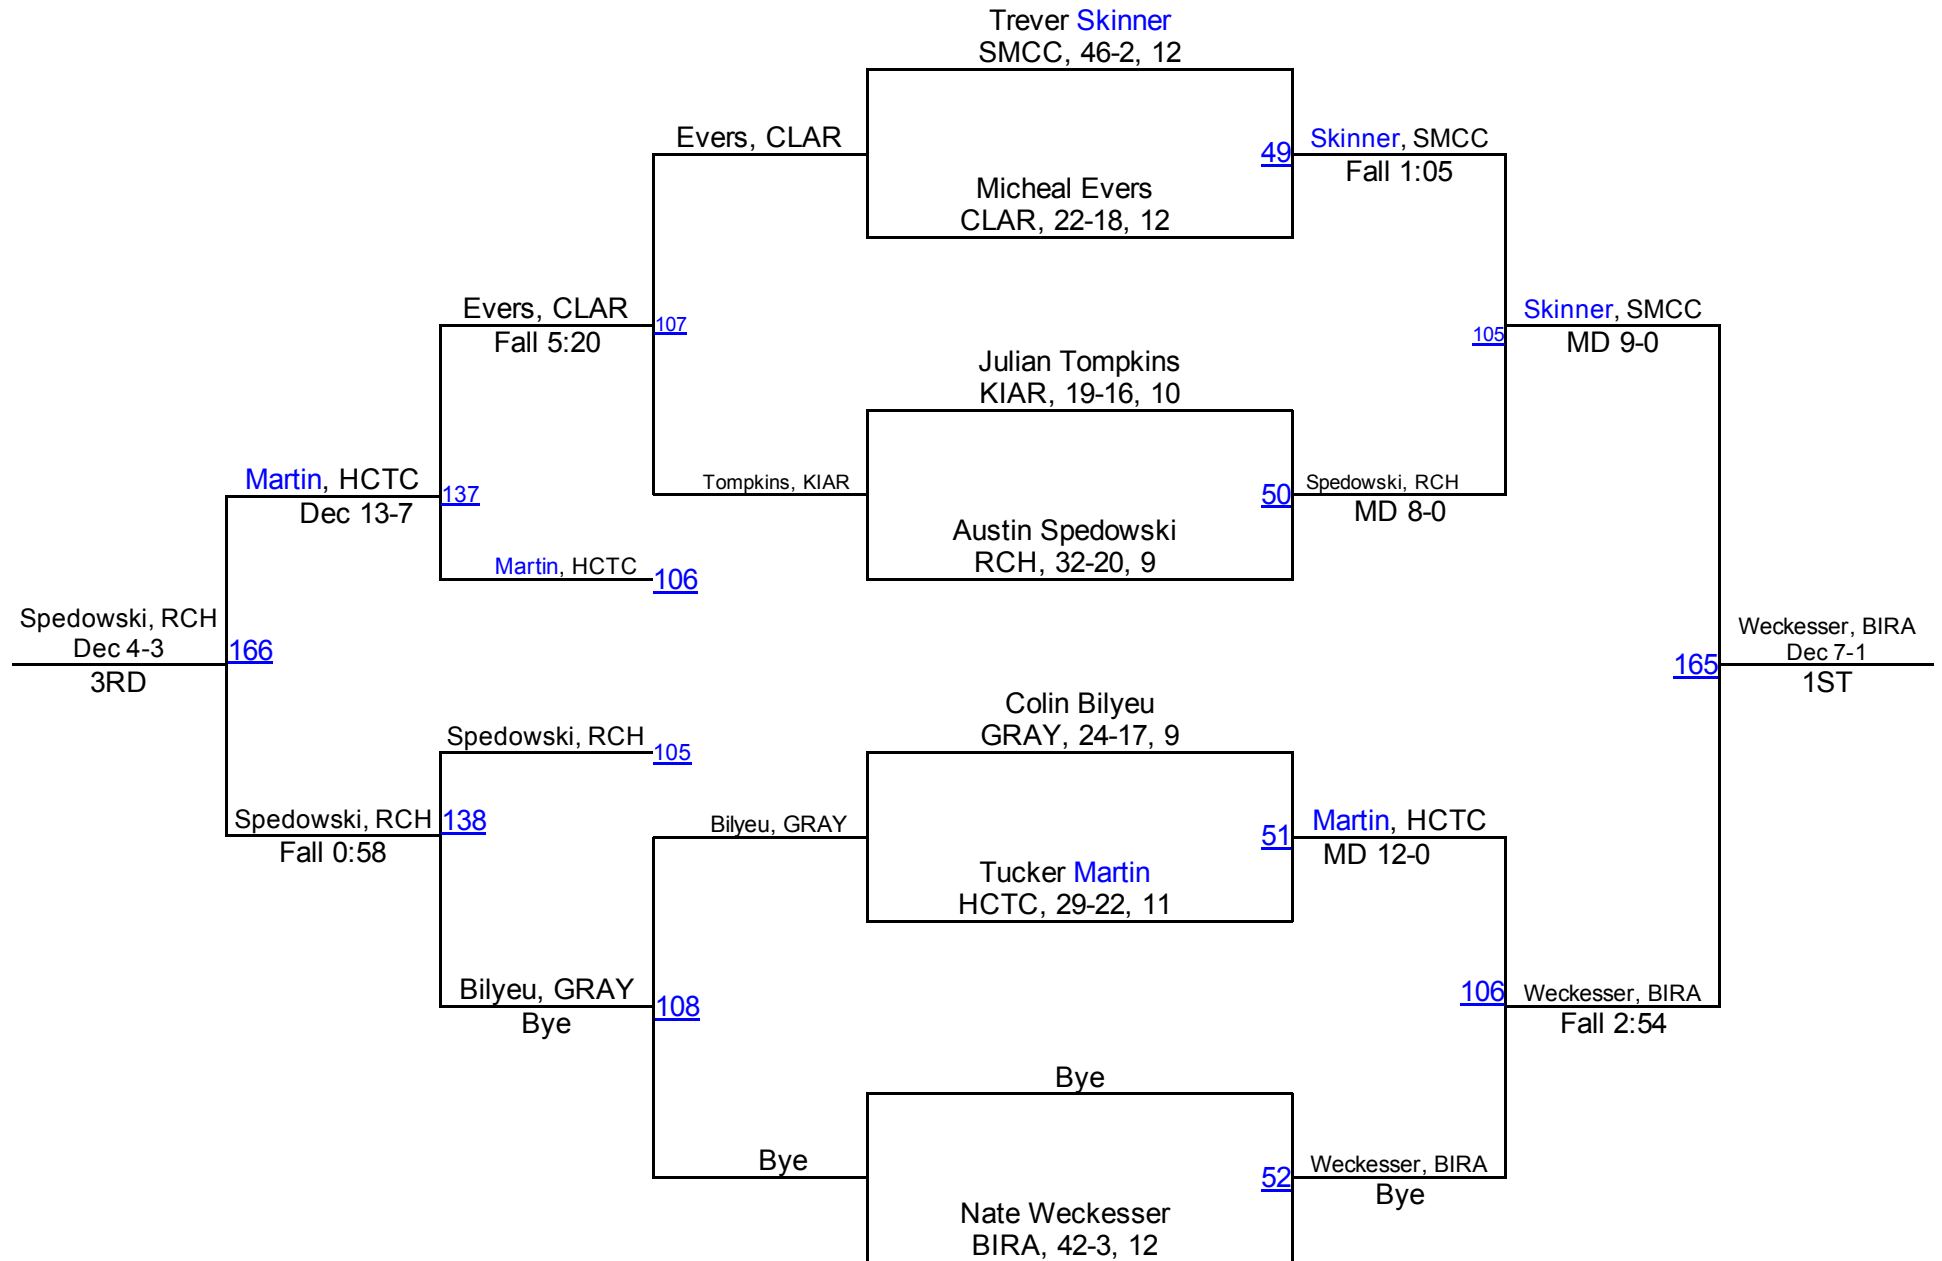 Trever Skinner
SMCC, 46-2, 12
Evers, CLAR
49
Skinner, SMCC
Fall 1:05
Micheal Evers
CLAR, 22-18, 12
Evers, CLAR
Fall 5:20
107
105
Skinner, SMCC
MD 9-0
Julian Tompkins
KIAR, 19-16, 10
Martin, HCTC
Dec 13-7
137
Tompkins, KIAR
50
Spedowski, RCH
MD 8-0
Austin Spedowski
RCH, 32-20, 9
Martin, HCTC
106
Spedowski, RCH
Dec 4-3
3RD
166
165
Weckesser, BIRA
Dec 7-1
1ST
Colin Bilyeu
GRAY, 24-17, 9
Spedowski, RCH
105
Spedowski, RCH
Fall 0:58
138
Bilyeu, GRAY
51
Martin, HCTC
MD 12-0
Tucker Martin
HCTC, 29-22, 11
Bilyeu, GRAY
Bye
108
106
Weckesser, BIRA
Fall 2:54
Bye
Bye
52
Weckesser, BIRA
Bye
Nate Weckesser
BIRA, 42-3, 12